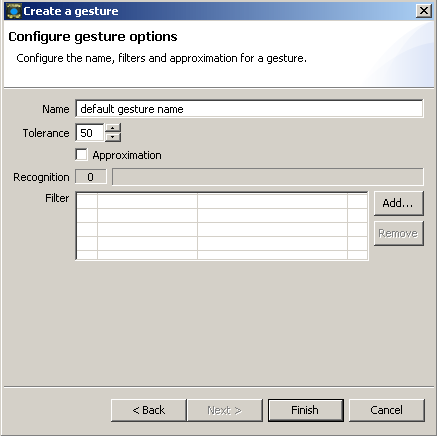 Create a gesture
Configure gesture options
Configure the name, filters and approximation for a gesture.
Name default gesture name
Tolerance 50
Approximation
Recognition 0
Filter Add...
Remove
< Back Next > Finish Cancel